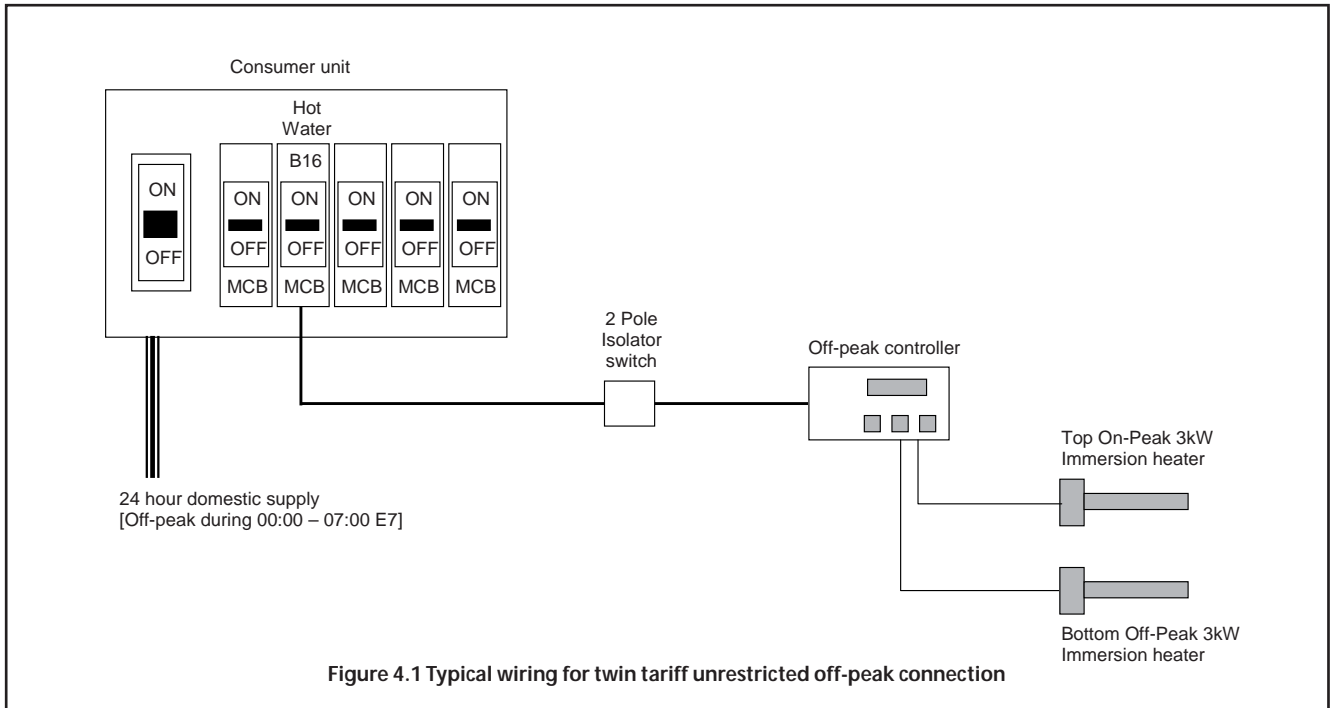 Consumer unit
Hot
Water
B16
ON
OFF
ON
OFF
MCB
ON
OFF
MCB
ON
OFF
MCB
ON
OFF
MCB
ON
OFF
MCB
2 Pole
Isolator
switch
Off-peak controller
Top On-Peak 3kW
Immersion heater
24 hour domestic supply
[Off-peak during 00:00 – 07:00 E7]
Bottom Off-Peak 3kW
Immersion heater
Figure 4.1 Typical wiring for twin tariff unrestricted off-peak connection